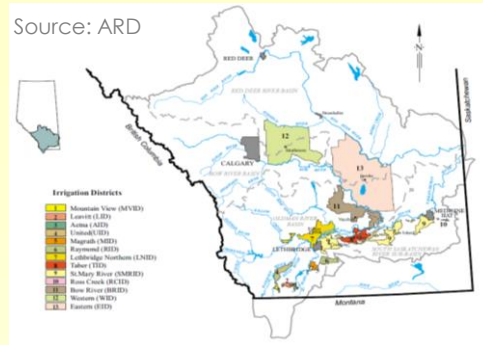 Source: ARD
RED DEER
RED DEER RIVER BASIN
Saskatchewan
British Columbia
12
CALGARY
BOW RIVER BASIN
13
11
MEDICINE HAT
10
OLDMAN RIVER BASIN
LETHBRIDGE
SOUTH SASKATCHEWAN RIVER SUB-BASIN
Montana
Irrigation Districts
1 Mountain View (MVID)
2 Leavitt (LID)
3 Aetna (AID)
4 United (UID)
5 Magrath (MID)
6 Raymond (RID)
7 Lethbridge Northern (LNID)
8 Taber (TID)
9 St.Mary River (SMRID)
10 Ross Creek (RCID)
11 Bow River (BRID)
12 Western (WID)
13 Eastern (EID)